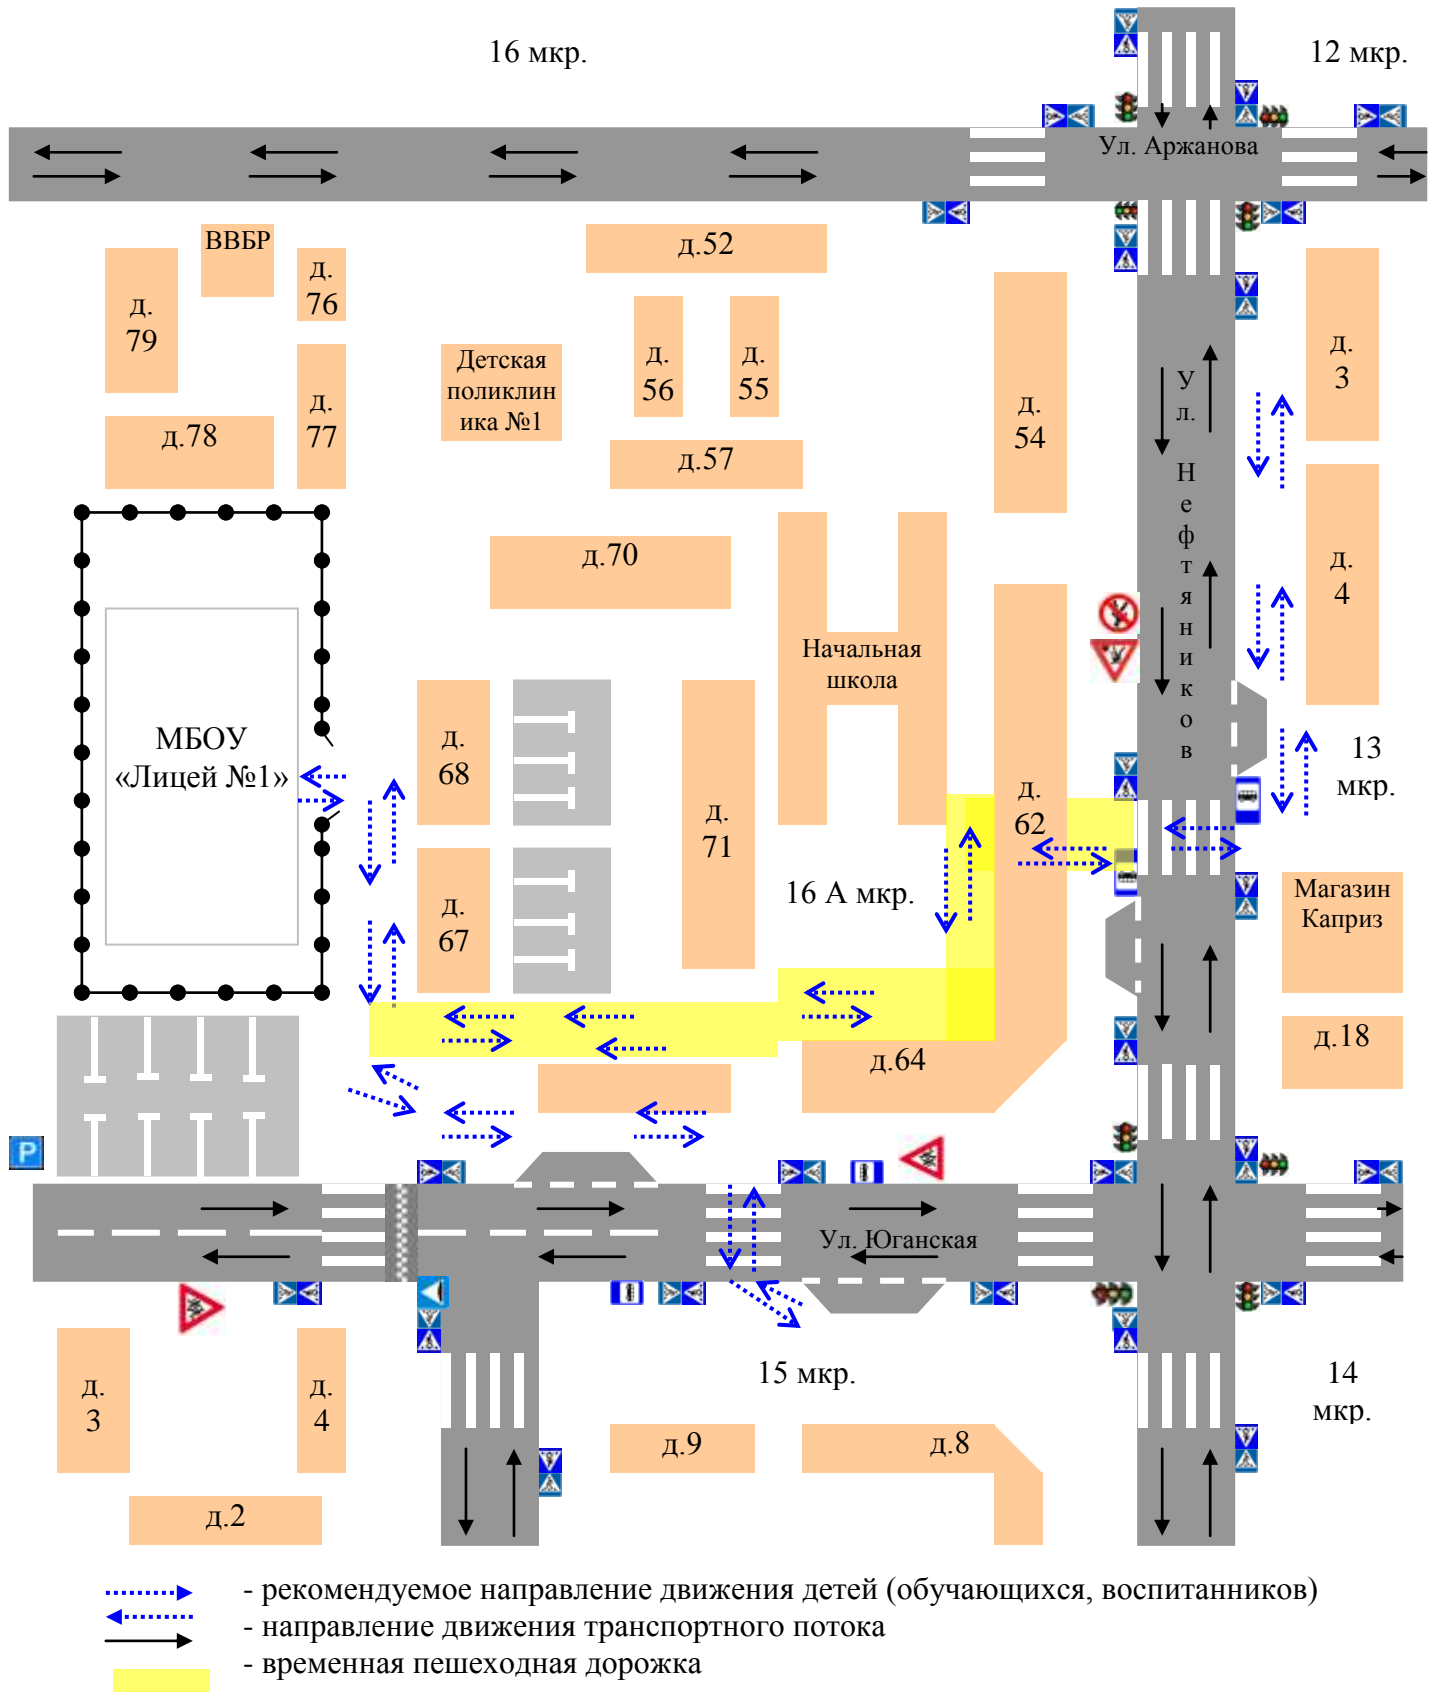 16 мкр.
12 мкр.
Ул. Аржанова
ВВБР
д.
76
д.
79
д.52
д.
56
д.
55
Детская
поликлин
ика №1
д.
77
д.78
д.57
д.
54
д.
3
У
л.
Н
е
ф
т
я
н
и
к
о
в
д.
4
д.70
Начальная
школа
МБОУ
«Лицей №1»
д.
68
д.
71
д.
62
13
мкр.
д.
67
16 А мкр.
Магазин
Каприз
д.64
д.18
P
Ул. Юганская
д.
3
д.
4
15 мкр.
14
мкр.
д.9
д.8
д.2
- рекомендуемое направление движения детей (обучающихся, воспитанников)
- направление движения транспортного потока
- временная пешеходная дорожка